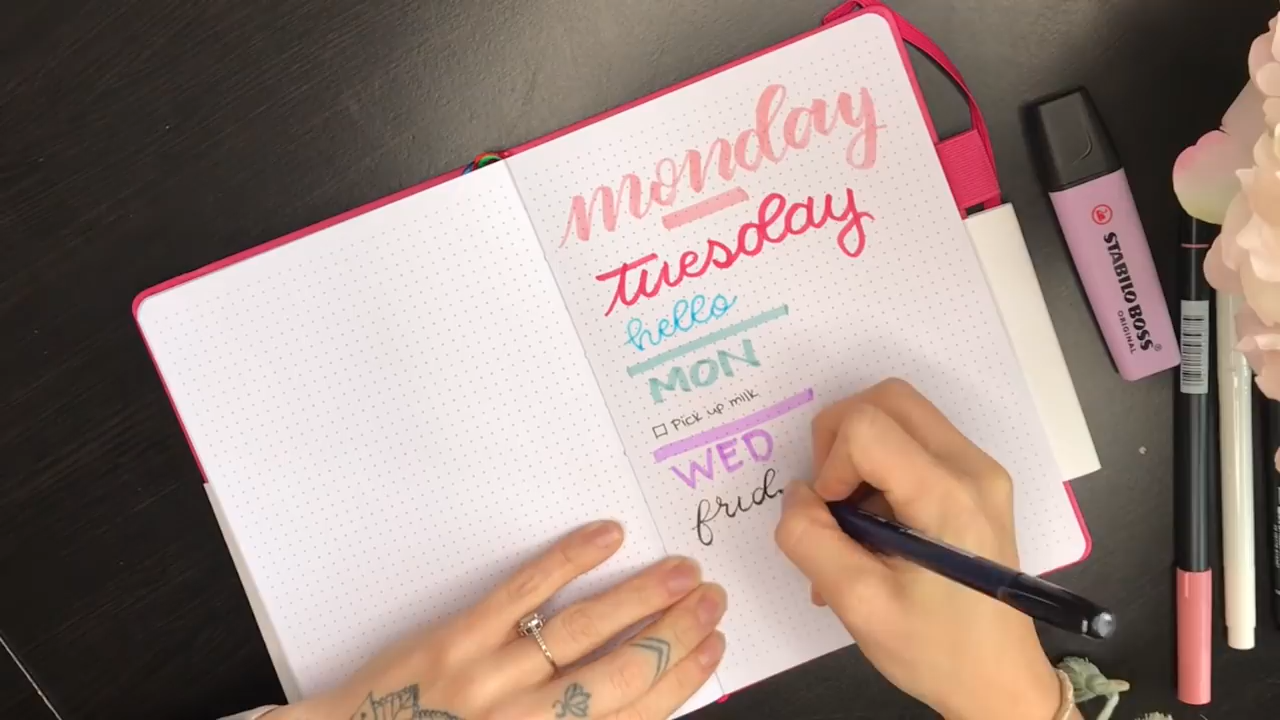 monday
tuesday
hello
MON
Pick up milk
WED
frid
STABILO BOSS
ORIGINAL